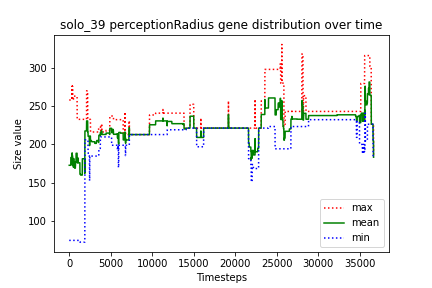 solo_39 perceptionRadius gene distribution over time
300
250
200
150
100
Size value
max
mean
min
0 5000 10000 15000 20000 25000 30000 35000
Timesteps